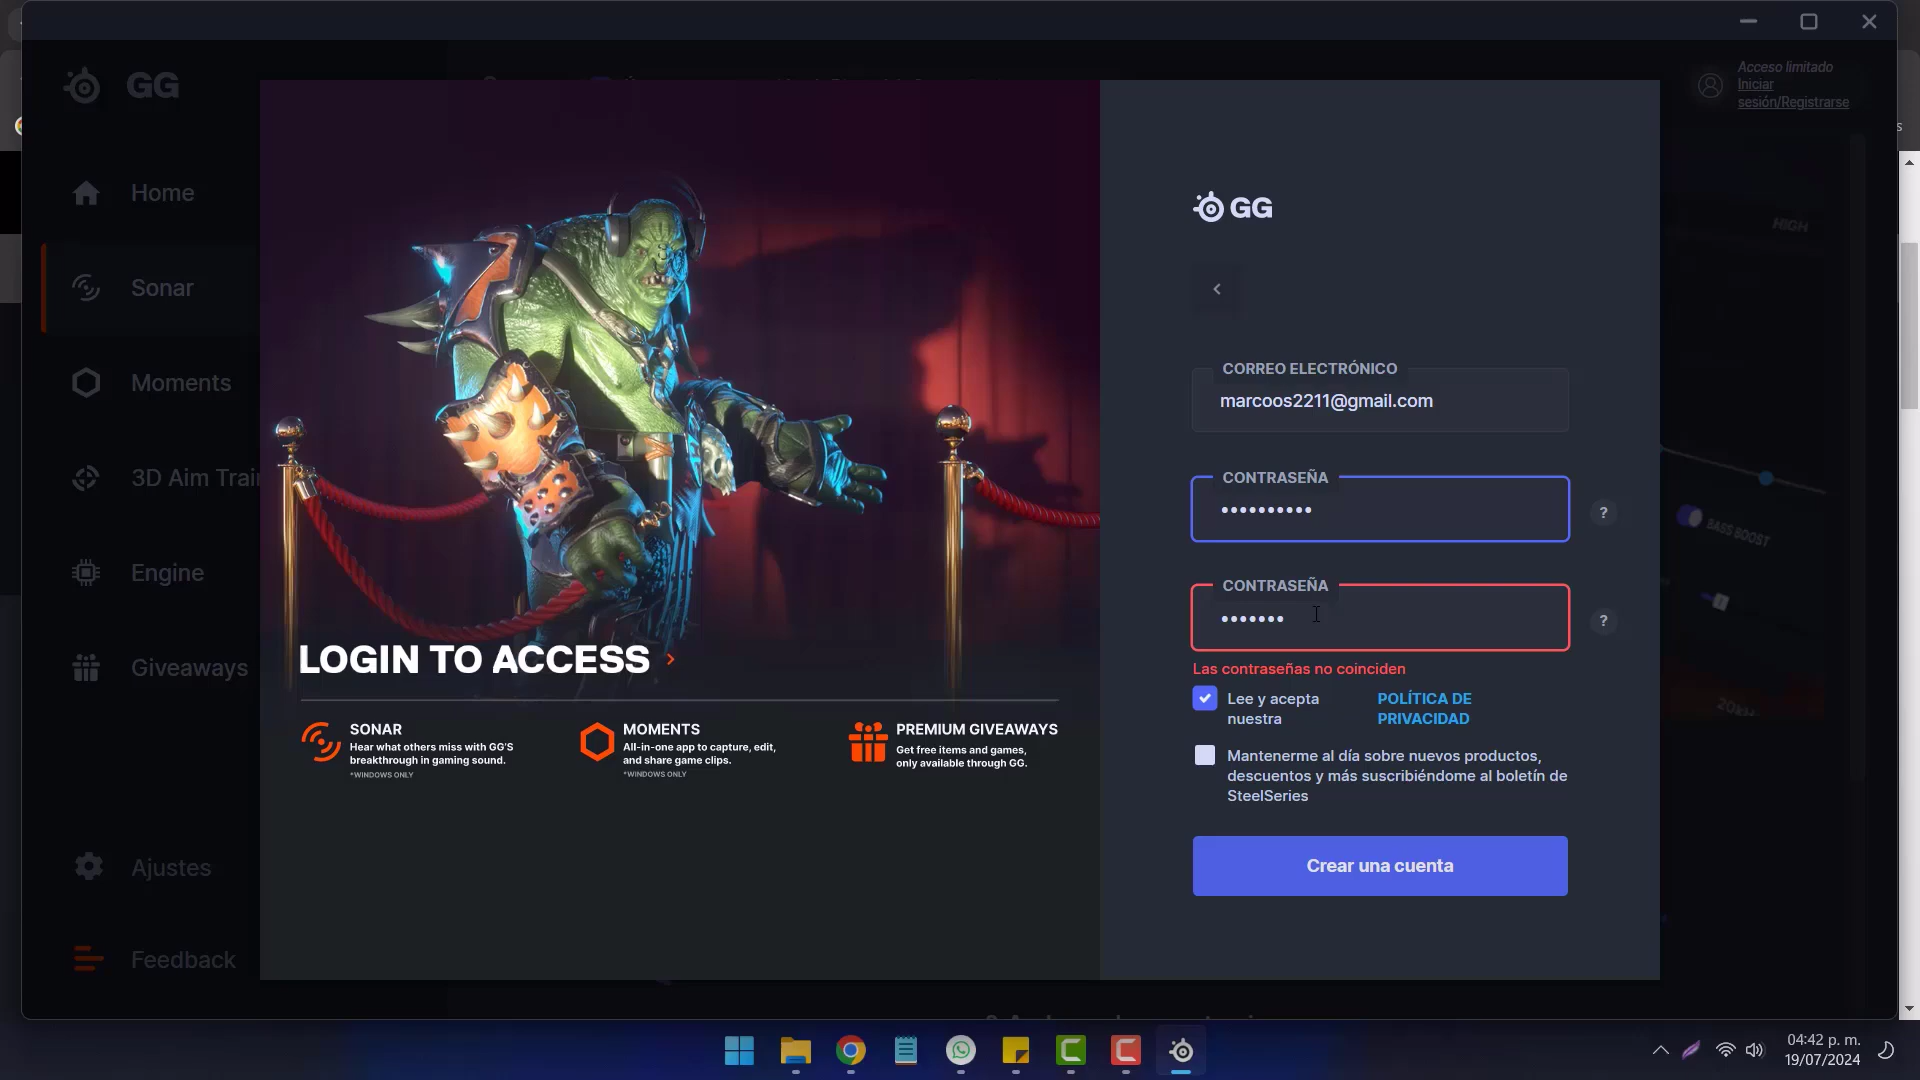 GG
Acceso limitado
Iniciar
sesión/Registrarse
Home
Sonar
Moments
3D Aim Trai
Engine
Giveaways
Ajustes
Feedback
LOGIN TO ACCESS
SONAR
Hear what others miss with GG'S
breakthrough in gaming sound.
*WINDOWS ONLY
MOMENTS
All-in-one app to capture, edit,
and share game clips.
*WINDOWS ONLY
PREMIUM GIVEAWAYS
Get free items and games,
only available through GG.
GG
CORREO ELECTRÓNICO
marcoos2211@gmail.com
CONTRASEÑA
••••••••••
?
CONTRASEÑA
•••••••
?
Las contraseñas no coinciden
Lee y acepta
nuestra
POLÍTICA DE
PRIVACIDAD
Mantenerme al día sobre nuevos productos,
descuentos y más suscribiéndome al boletín de
SteelSeries
Crear una cuenta
HIGH
BASS BOOST
20kH
04:42 p. m.
19/07/2024